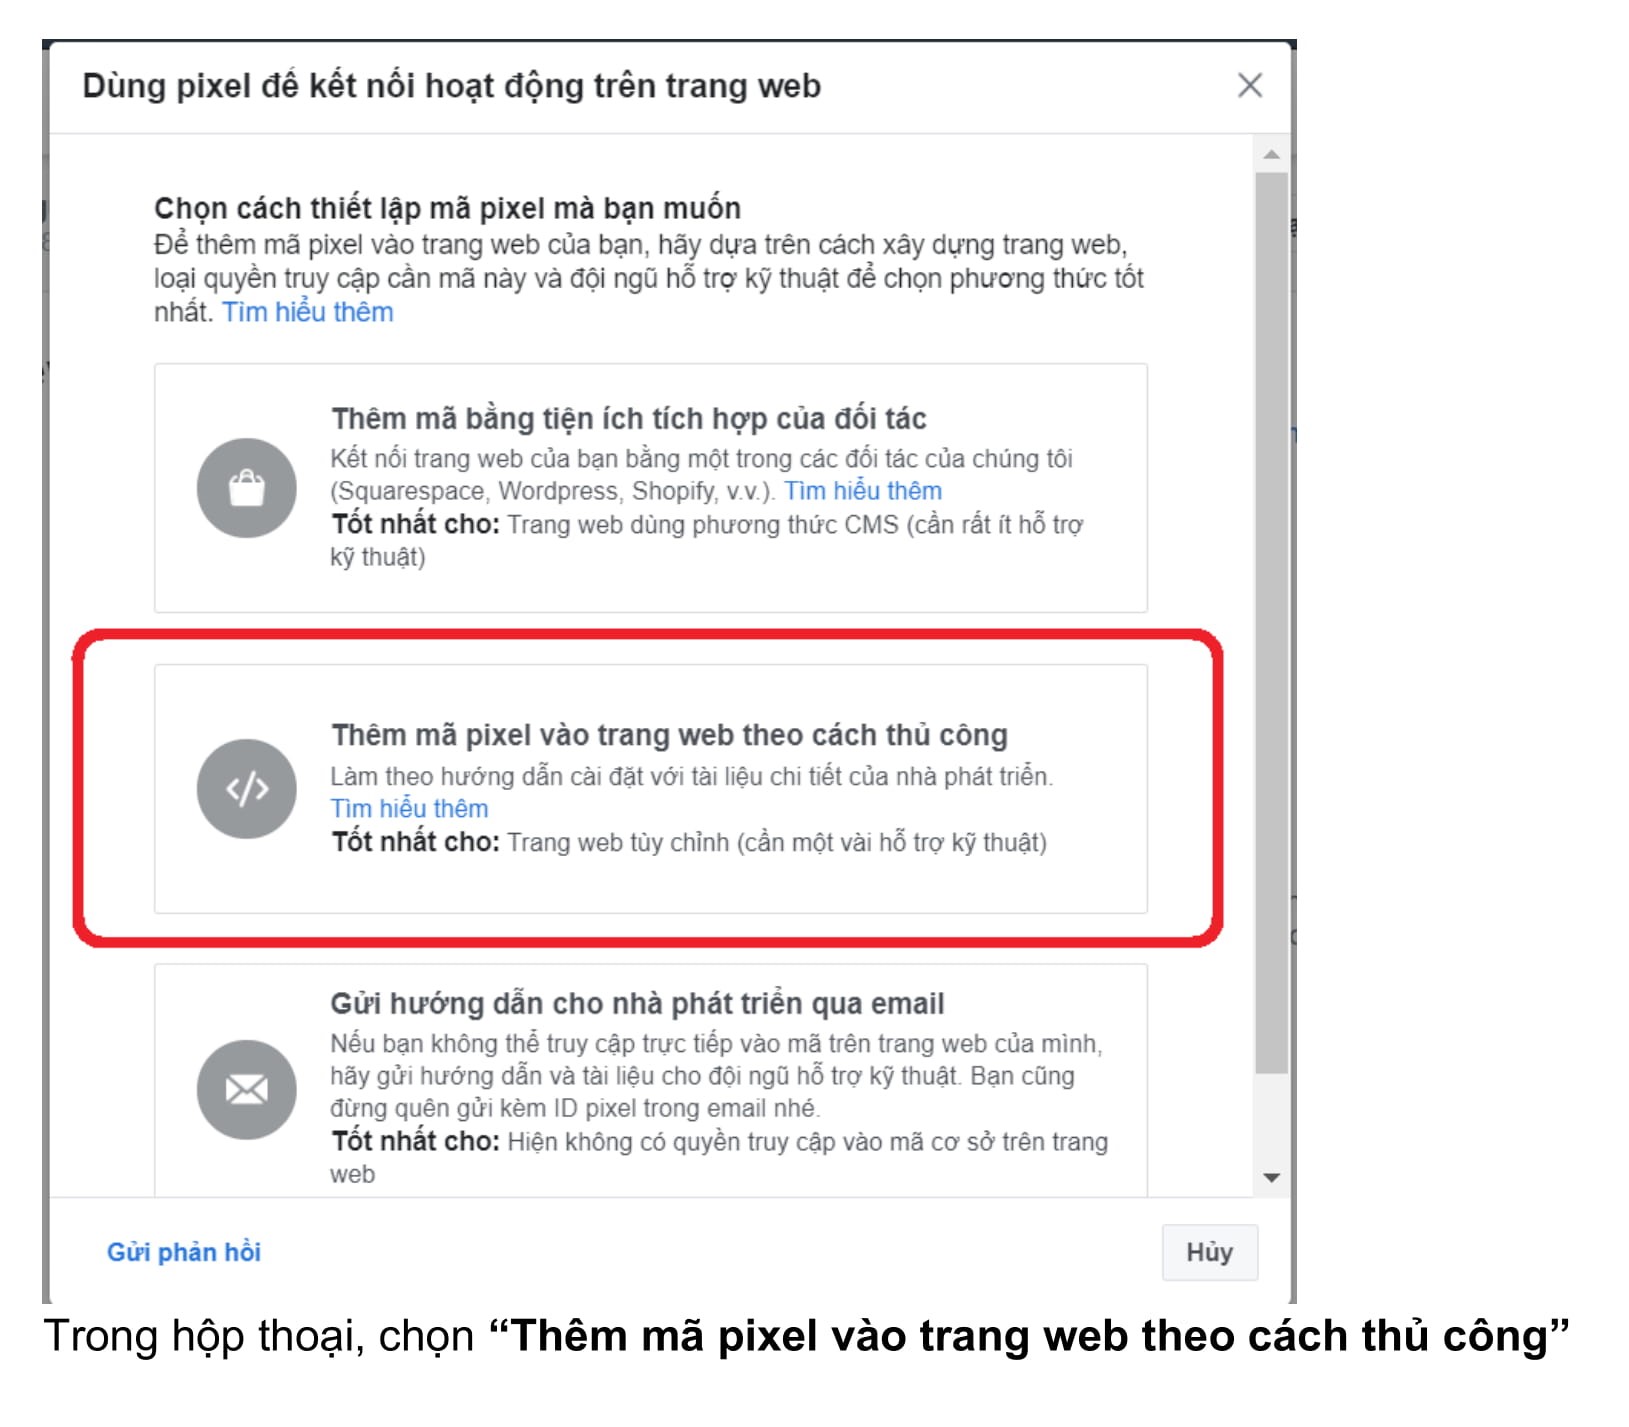 Dùng pixel để kết nối hoạt động trên trang web
Chọn cách thiết lập mã pixel mà bạn muốn
Để thêm mã pixel vào trang web của bạn, hãy dựa trên cách xây dựng trang web,
loại quyền truy cập cần mã này và đội ngũ hỗ trợ kỹ thuật để chọn phương thức tốt
nhất. Tìm hiểu thêm
Thêm mã bằng tiện ích tích hợp của đối tác
Kết nối trang web của bạn bằng một trong các đối tác của chúng tôi
(Squarespace, Wordpress, Shopify, v.v.). Tìm hiểu thêm
Tốt nhất cho: Trang web dùng phương thức CMS (cần rất ít hỗ trợ
kỹ thuật)
Thêm mã pixel vào trang web theo cách thủ công
Làm theo hướng dẫn cài đặt với tài liệu chi tiết của nhà phát triển.
Tìm hiểu thêm
Tốt nhất cho: Trang web tùy chỉnh (cần một vài hỗ trợ kỹ thuật)
Gửi hướng dẫn cho nhà phát triển qua email
Nếu bạn không thể truy cập trực tiếp vào mã trên trang web của mình,
hãy gửi hướng dẫn và tài liệu cho đội ngũ hỗ trợ kỹ thuật. Bạn cũng
đừng quên gửi kèm ID pixel trong email nhé.
Tốt nhất cho: Hiện không có quyền truy cập vào mã cơ sở trên trang
web
Gửi phản hồi
Hủy
Trong hộp thoại, chọn “Thêm mã pixel vào trang web theo cách thủ công”